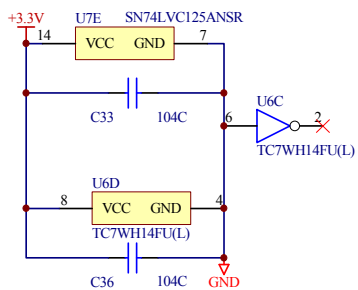 U7E SN74LVC125ANSR
+3.3V
14 VCC GND 7
C33 104C
U6C
6 2
TC7WH14FU(L)
U6D
8 VCC GND 4
TC7WH14FU(L)
C36 104C
GND